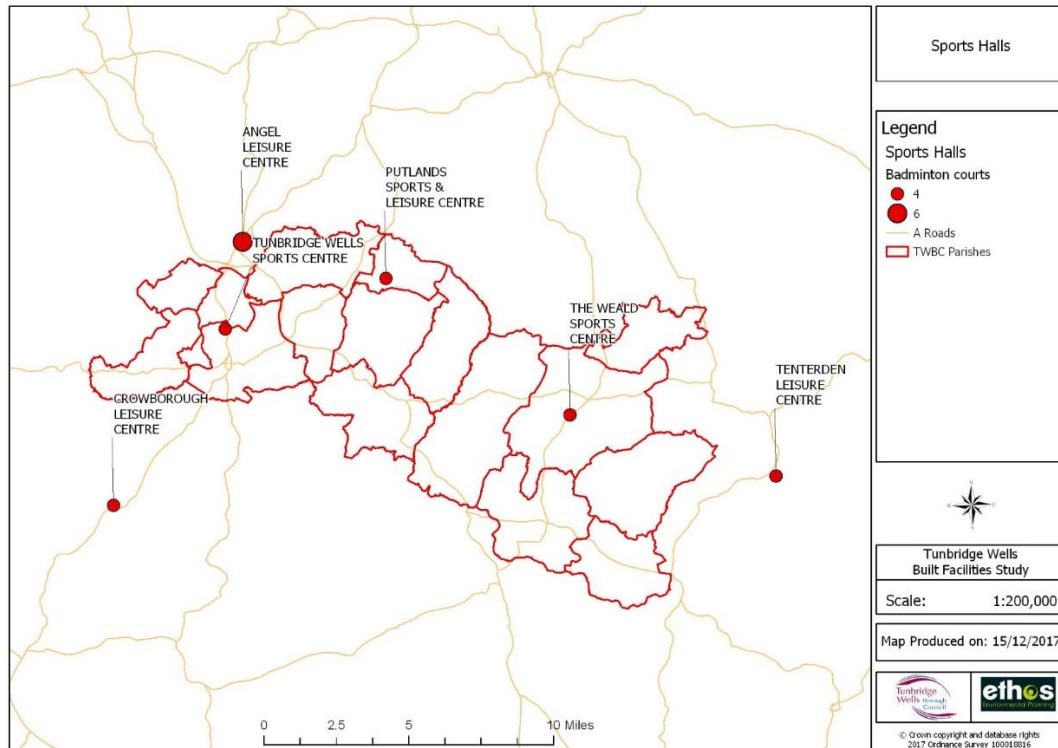 Sports Halls
ANGEL
LEISURE
CENTRE
TUNBRIDGE WELLS
SPORTS CENTRE
PUTLANDS
SPORTS &
LEISURE CENTRE
THE WEALD
SPORTS
CENTRE
TENTERDEN
LEISURE
CENTRE
CROWBOROUGH
LEISURE
CENTRE
0 2.5 5 10 Miles
Legend
Sports Halls
Badminton courts
4
6
A Roads
TWBC Parishes
Tunbridge Wells
Built Facilities Study
Scale: 1:200,000
Map Produced on: 15/12/2017
Tunbridge
Wells Borough
Council
ethos
Environmental Planning
© Crown copyright and database rights
2017 Ordnance Survey 100018816